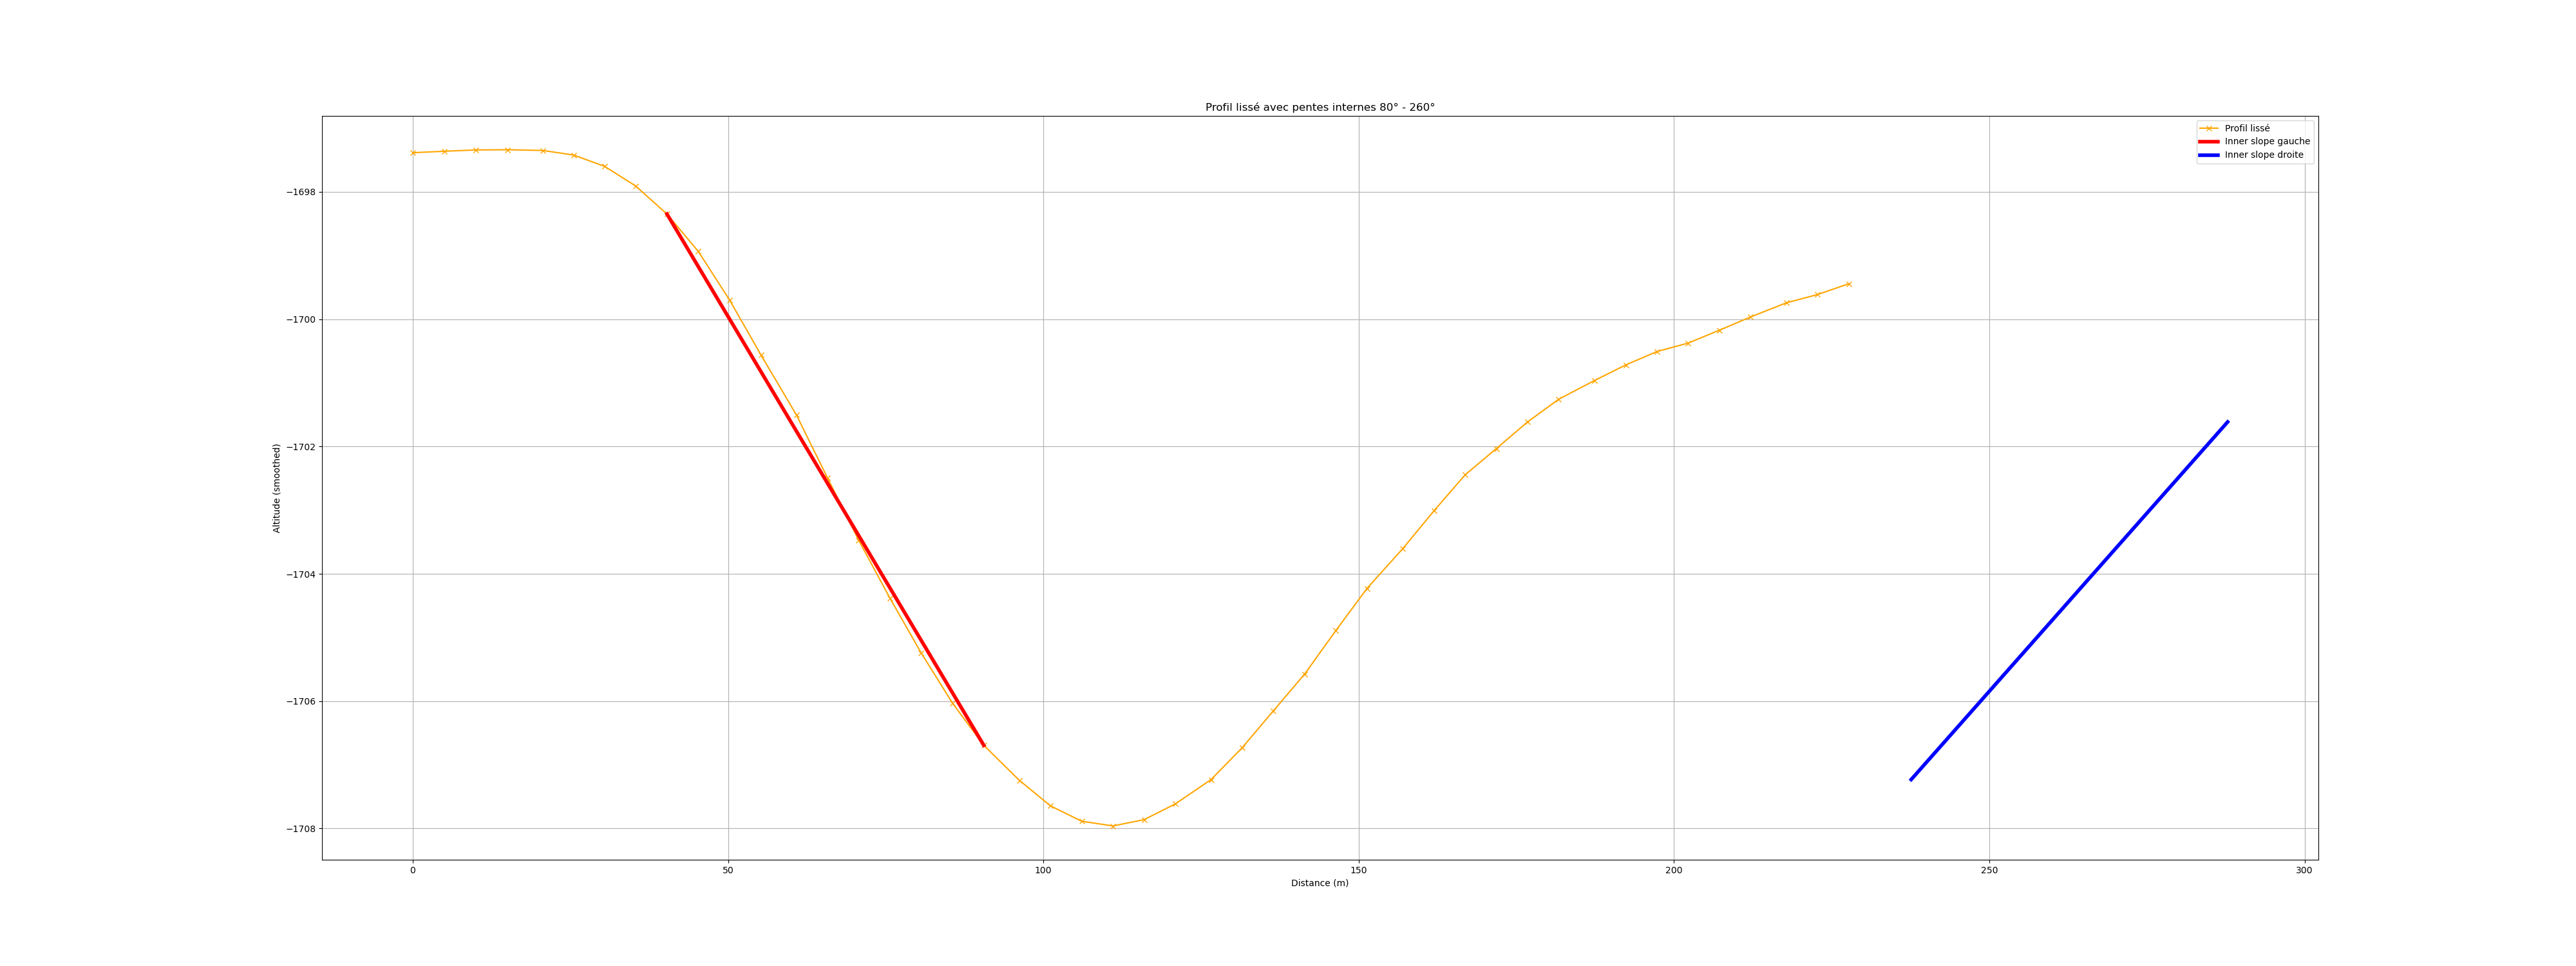 Profil lissé avec pentes internes 80° - 260°
Profil lissé
Inner slope gauche
Inner slope droite
−1698
−1700
−1702
−1704
−1706
−1708
Altitude (smoothed)
0
50
100
150
200
250
300
Distance (m)